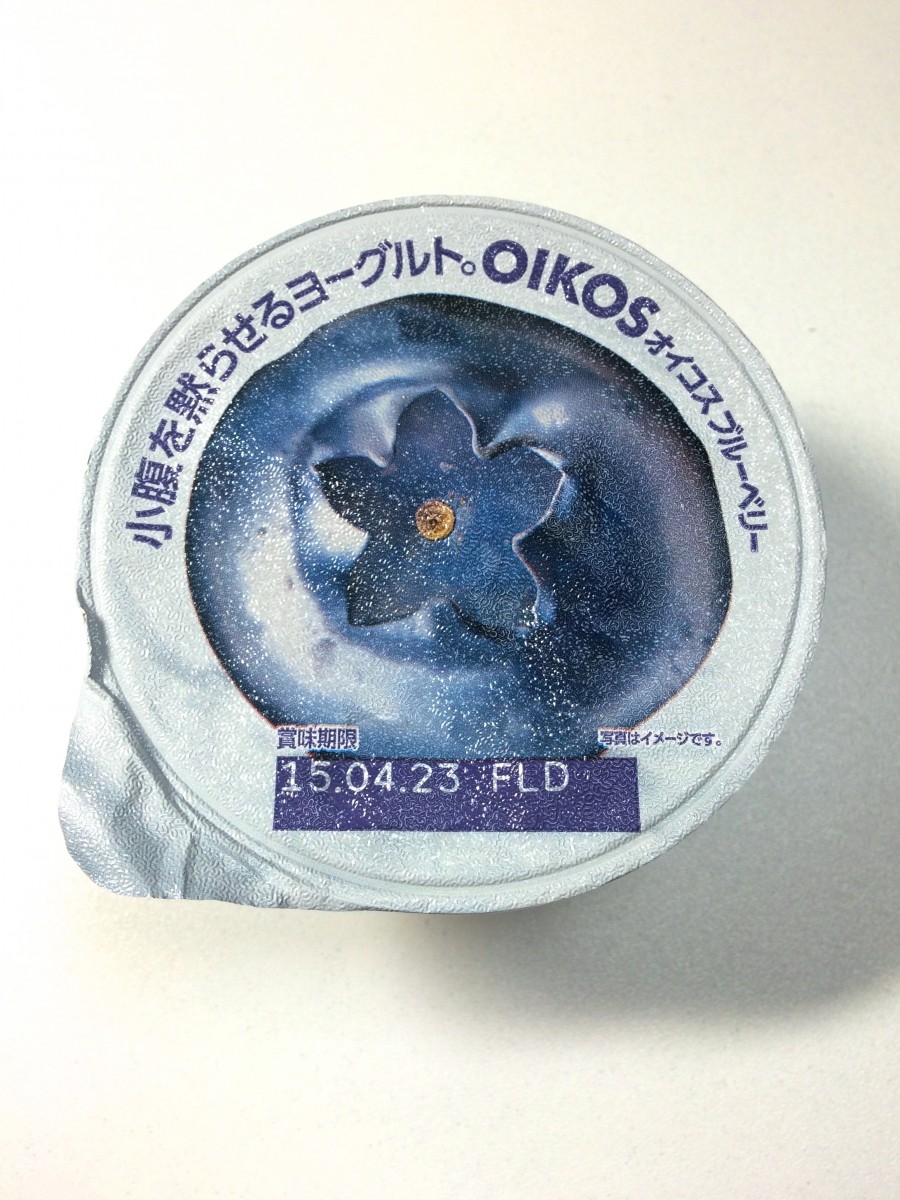 小腹を黙らせるヨーグルト。OIKOSオイコスブルーベリー
賞味期限
写真はイメージです。
15.04.23 FLD